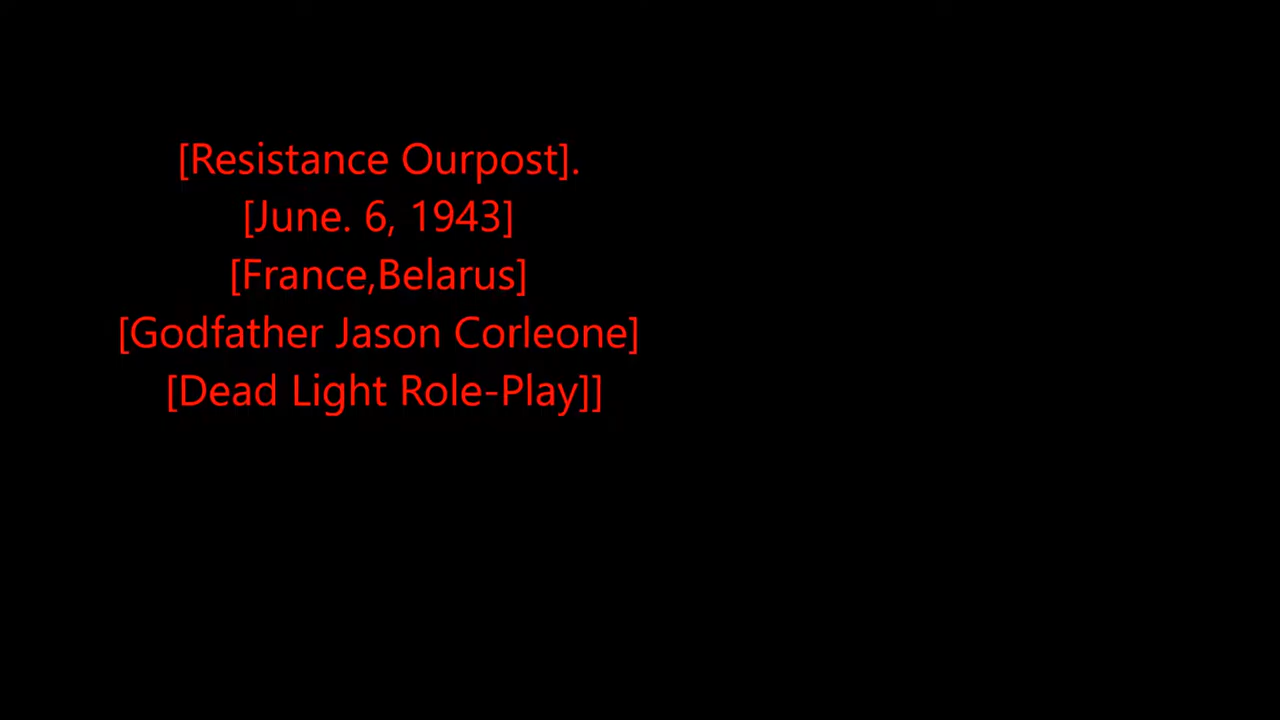 [Resistance Ourpost].
[June. 6, 1943]
[France,Belarus]
[Godfather Jason Corleone]
[Dead Light Role-Play]]